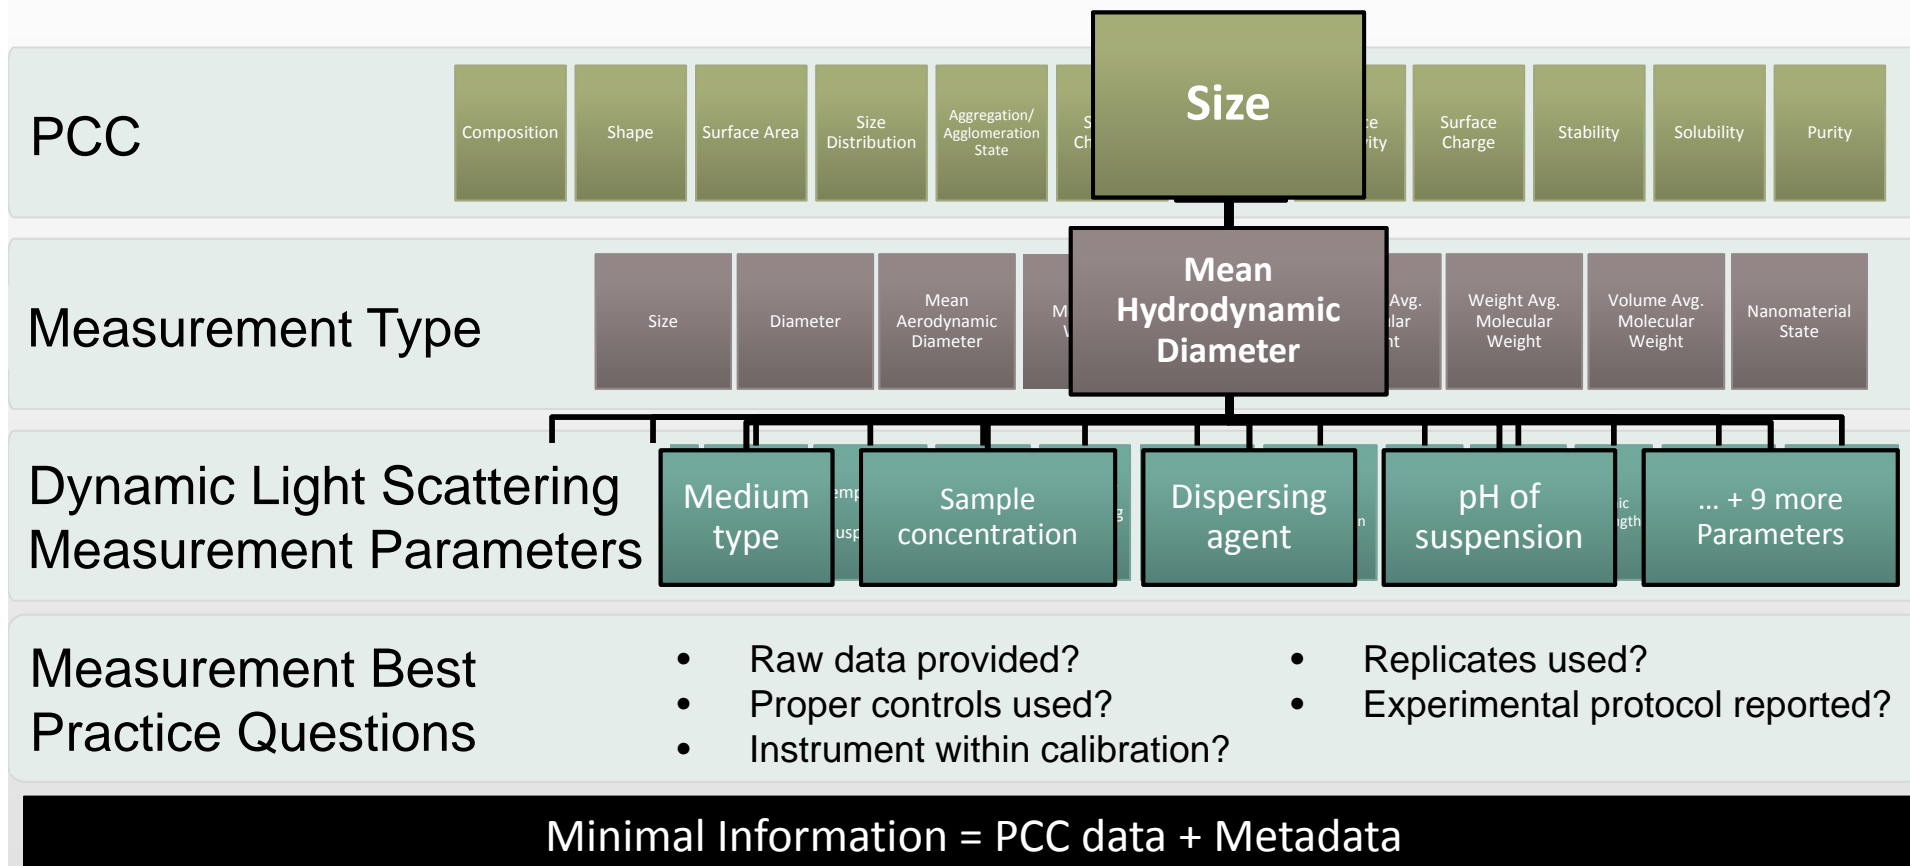 PCC
Composition
Shape
Surface Area
Size
Distribution
Aggregation/
Agglomeration
State
Size
Surface
Charge
Stability
Solubility
Purity
Measurement Type
Size
Diameter
Mean
Aerodynamic
Diameter
Mean
Hydrodynamic
Diameter
Avg.
Weight Avg.
Molecular
Weight
Volume Avg.
Molecular
Weight
Nanomaterial
State
Dynamic Light Scattering
Measurement Parameters
Medium
type
Sample
concentration
Dispersing
agent
pH of
suspension
... + 9 more
Parameters
Measurement Best
Practice Questions
• Raw data provided?
• Proper controls used?
• Instrument within calibration?
• Replicates used?
• Experimental protocol reported?
Minimal Information = PCC data + Metadata